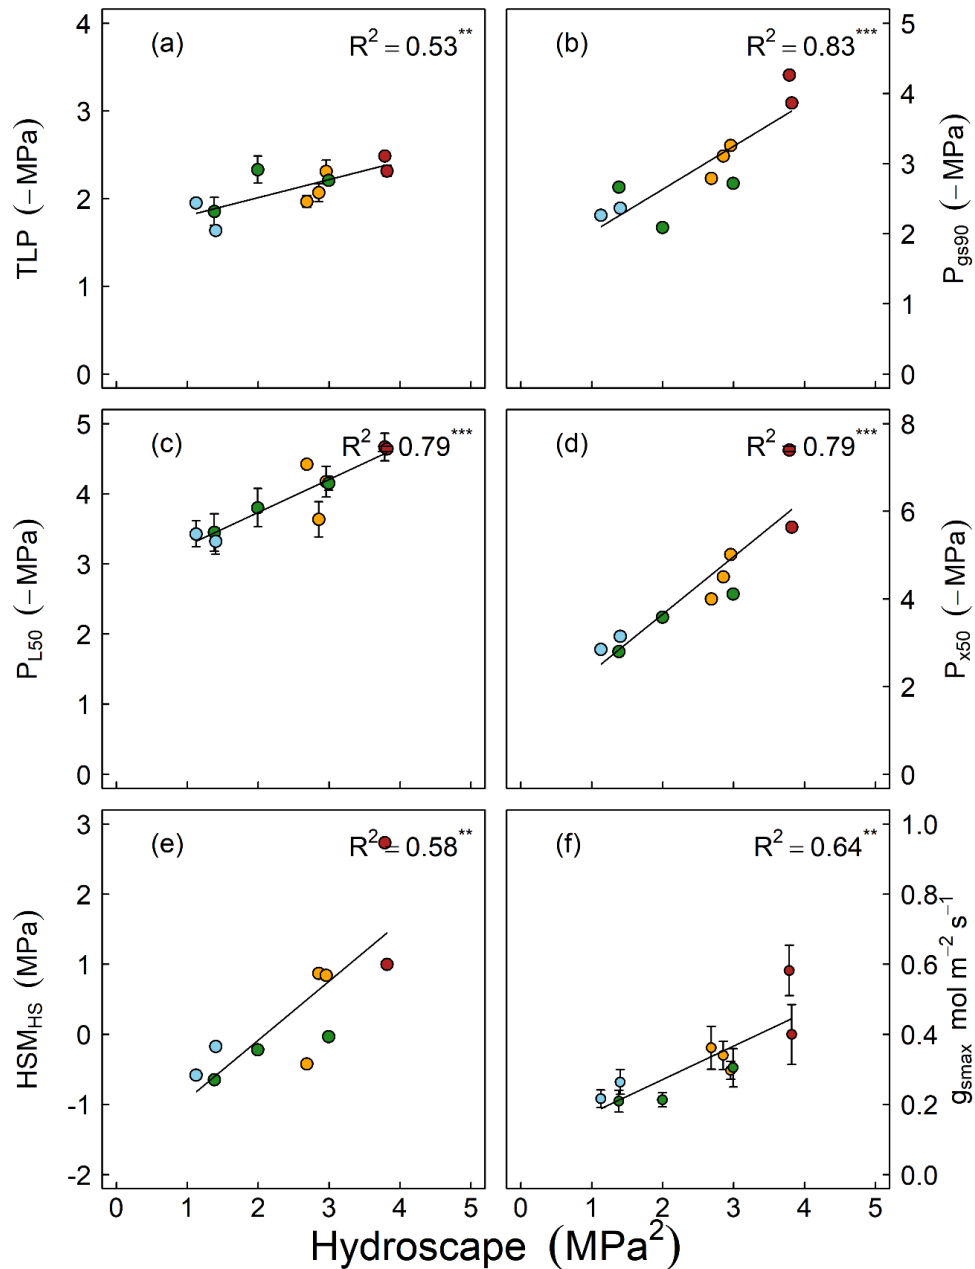 (a) R² = 0.53**
TLP (−MPa)
4
3
2
1
0
(b) R² = 0.83***
P_gs90 (−MPa)
5
4
3
2
1
0
(c) R² 0.79***
P_L50 (−MPa)
5
4
3
2
1
0
(d) R² 0.79***
P_x50 (−MPa)
8
6
4
2
0
(e) R² = 0.58**
HSM_HS (MPa)
3
2
1
0
-1
-2
0 1 2 3 4 5
(f) R² = 0.64**
g_smax mol m⁻² s⁻¹
1.0
0.8
0.6
0.4
0.2
0.0
0 1 2 3 4 5
Hydroscape (MPa²)